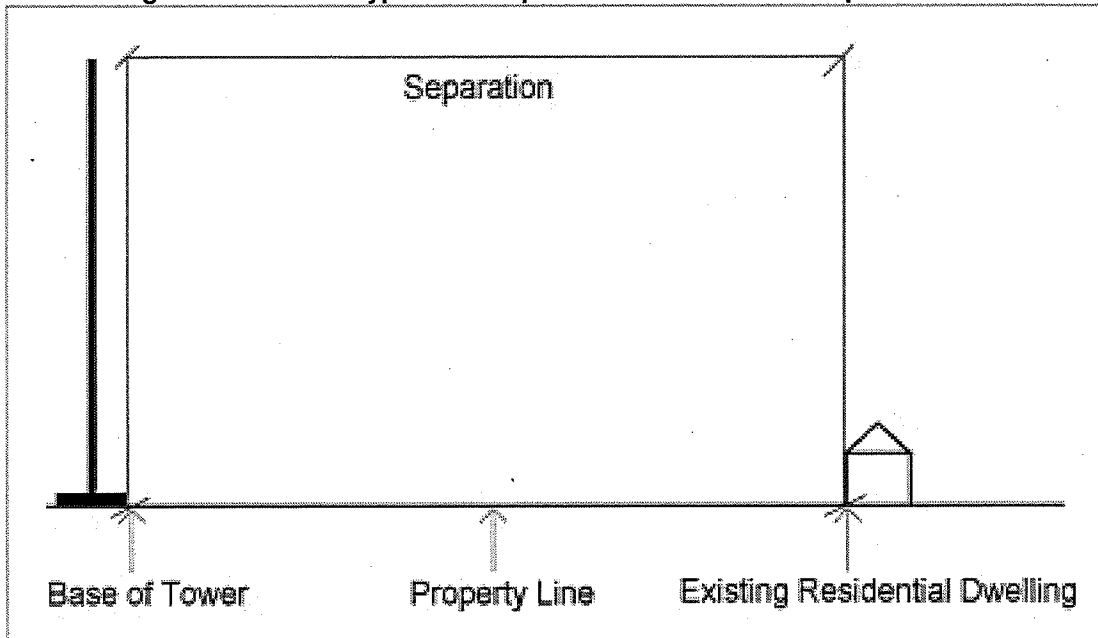 Separation
Base of Tower
Property Line
Existing Residential Dwelling